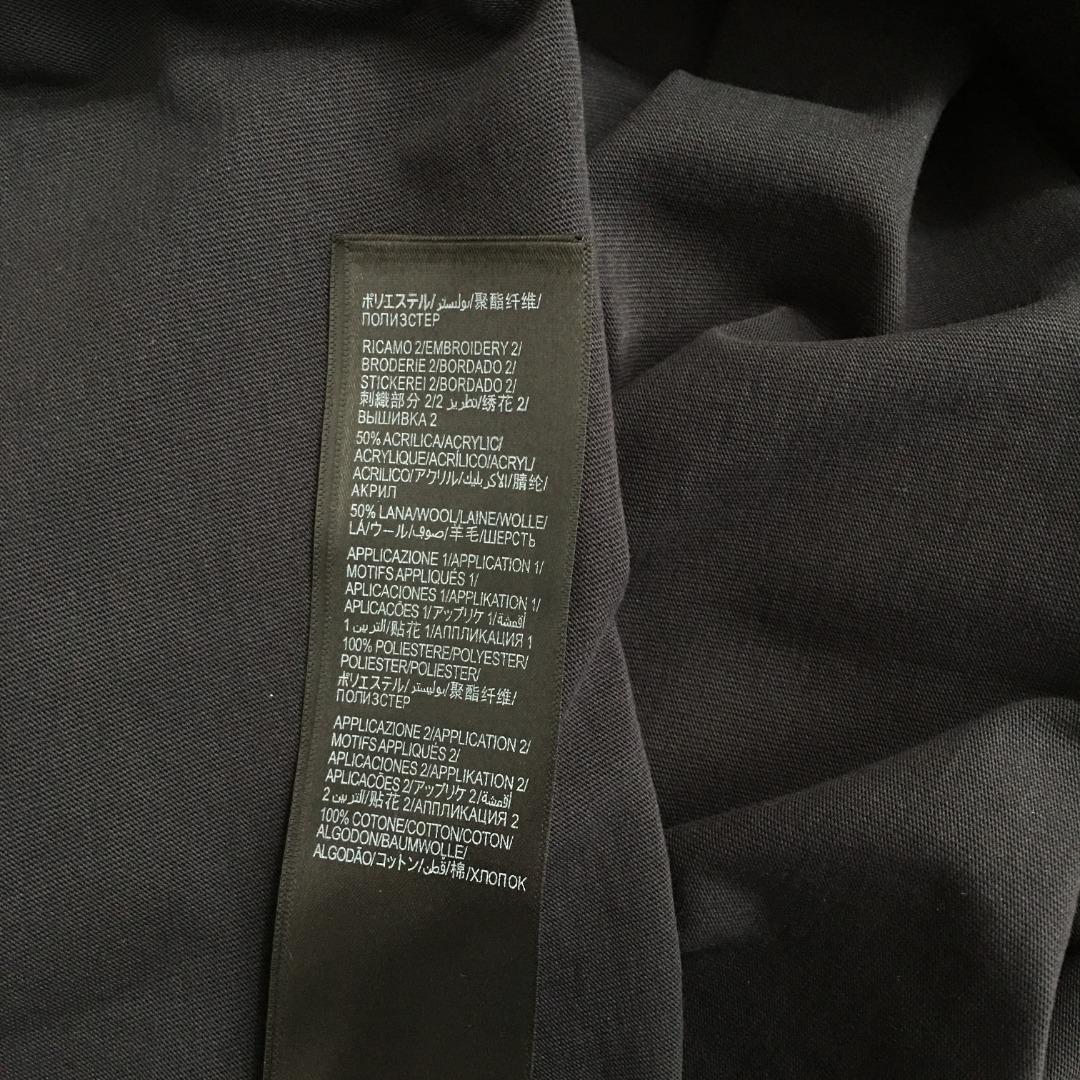 ポリエステル/بوليستر/聚酯纤维/
ПОЛИЭСТЕР
RICAMO 2/EMBROIDERY 2/
BRODERIE 2/BORDADO 2/
STICKEREI 2/BORDADO 2/
刺繍部分 2/2 تطريز/绣花 2/
ВЫШИВКА 2
50% ACRILICA/ACRYLIC/
ACRYLIQUE/ACRÍLICO/ACRYL/
ACRILICO/アクリル/الاكريليك/腈纶/
АКРИЛ
50% LANA/WOOL/LAINE/WOLLE/
LÁ/ウール/صوف/羊毛/ШЕРСТЬ
APPLICAZIONE 1/APPLICATION 1/
MOTIFS APPLIQUÉS 1/
APLICACIONES 1/APPLIKATION 1/
APLICACÕES 1/アップリケ 1/أقمشة
1 التزيين/贴花 1/АППЛИКАЦИЯ 1
100% POLIESTERE/POLYESTER/
POLIESTER/POLIESTER/
ポリエステル/بوليستر/聚酯纤维/
ПОЛИЭСТЕР
APPLICAZIONE 2/APPLICATION 2/
MOTIFS APPLIQUÉS 2/
APLICACIONES 2/APPLIKATION 2/
APLICACÕES 2/アップリケ 2/أقمشة
2 التزيين/贴花 2/АППЛИКАЦИЯ 2
100% COTONE/COTTON/COTON/
ALGODON/BAUMWOLLE/
ALGODÃO/コットン/قطن/棉/ХЛОПОК